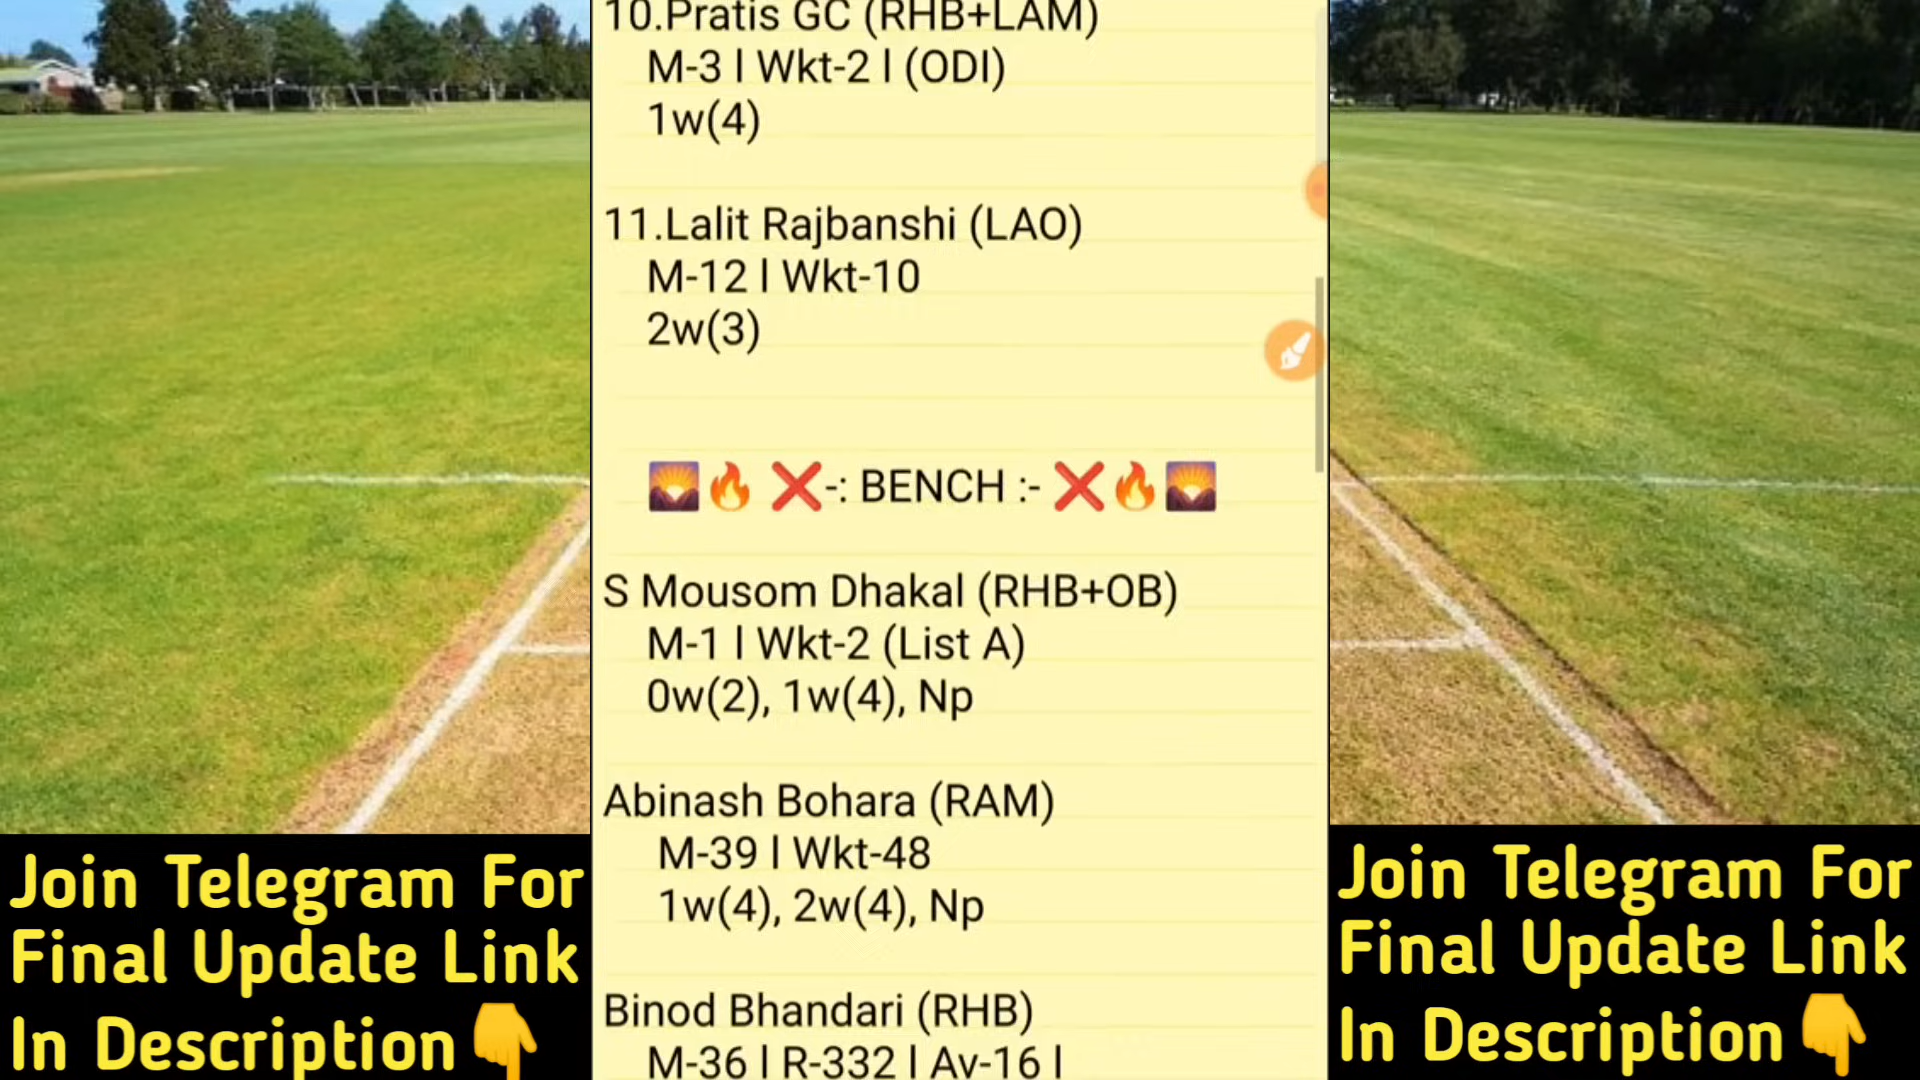 10.Pratis GC (RHB+LAM)
M-3 l Wkt-2 l (ODI)
1w(4)
11.Lalit Rajbanshi (LAO)
M-12 l Wkt-10
2w(3)
🌄🔥 ❌-: BENCH :- ❌🔥🌄
S Mousom Dhakal (RHB+OB)
M-1 l Wkt-2 (List A)
0w(2), 1w(4), Np
Abinash Bohara (RAM)
M-39 l Wkt-48
1w(4), 2w(4), Np
Binod Bhandari (RHB)
M-36 l R-332 l Av-16 l
Join Telegram For
Final Update Link
In Description👇
Join Telegram For
Final Update Link
In Description👇